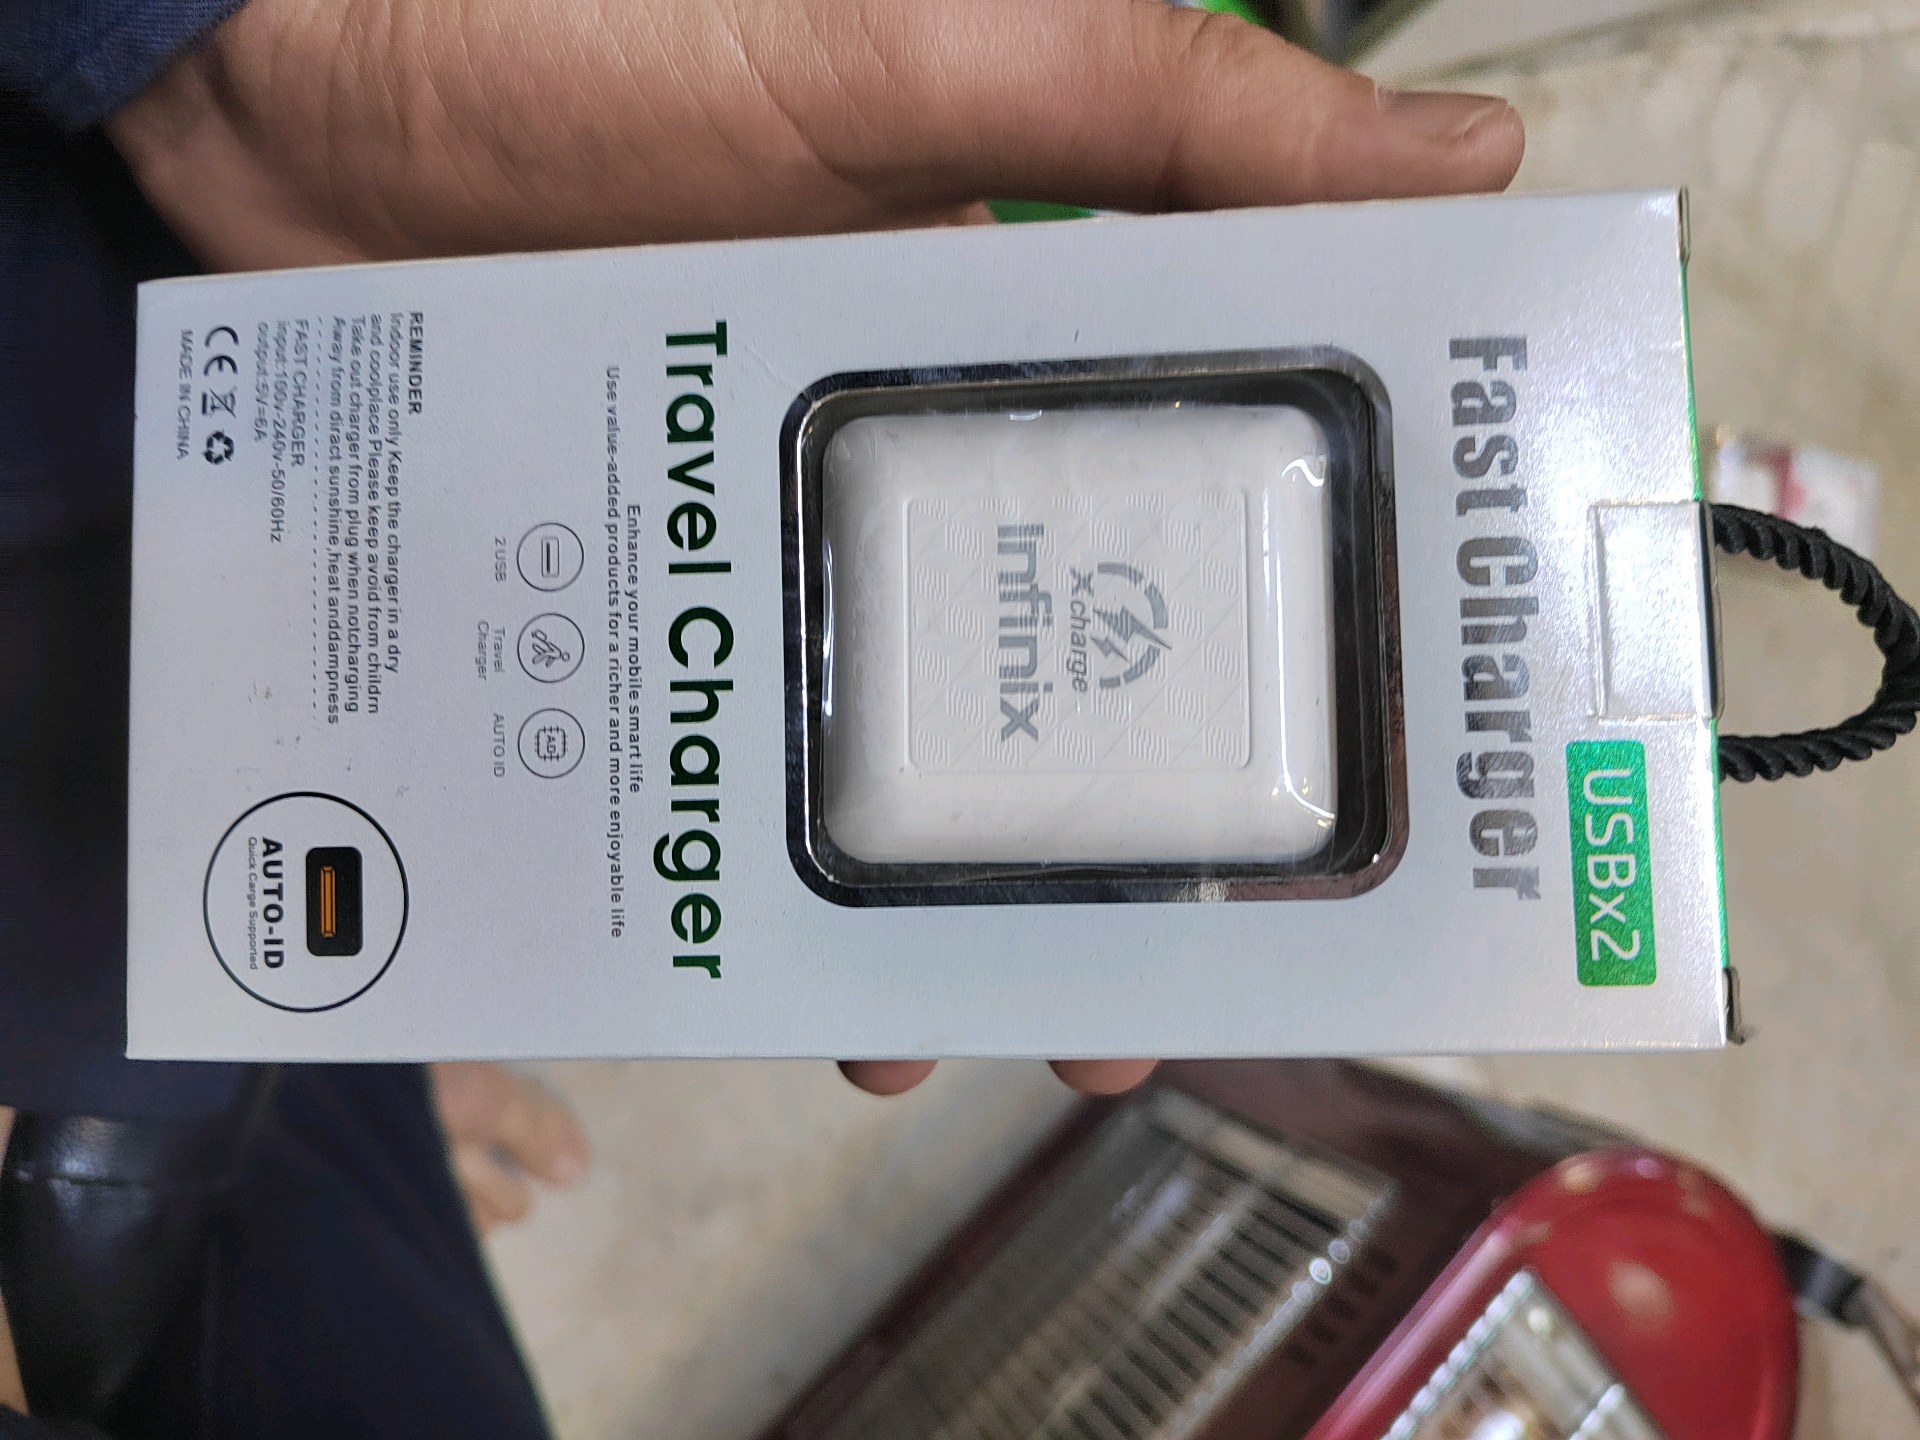 USBx2
Fast Charger
X charge
Infinix
Travel Charger
Enhance your mobile smart life
Use value-added products for a richer and more enjoyable life
2 USB
Travel
Charger
AD
AUTO ID
REMINDER
Indoor use only Keep the charger in a dry
and coolplace Please keep avoid from childrn
Take out charger from plug when notcharging
Away from diract sunshine,heat anddampness
FAST CHARGER
input:100v-240v-50/60Hz
output:5V=6A
CE
MADE IN CHINA
AUTO-ID
Quick Carge Supported